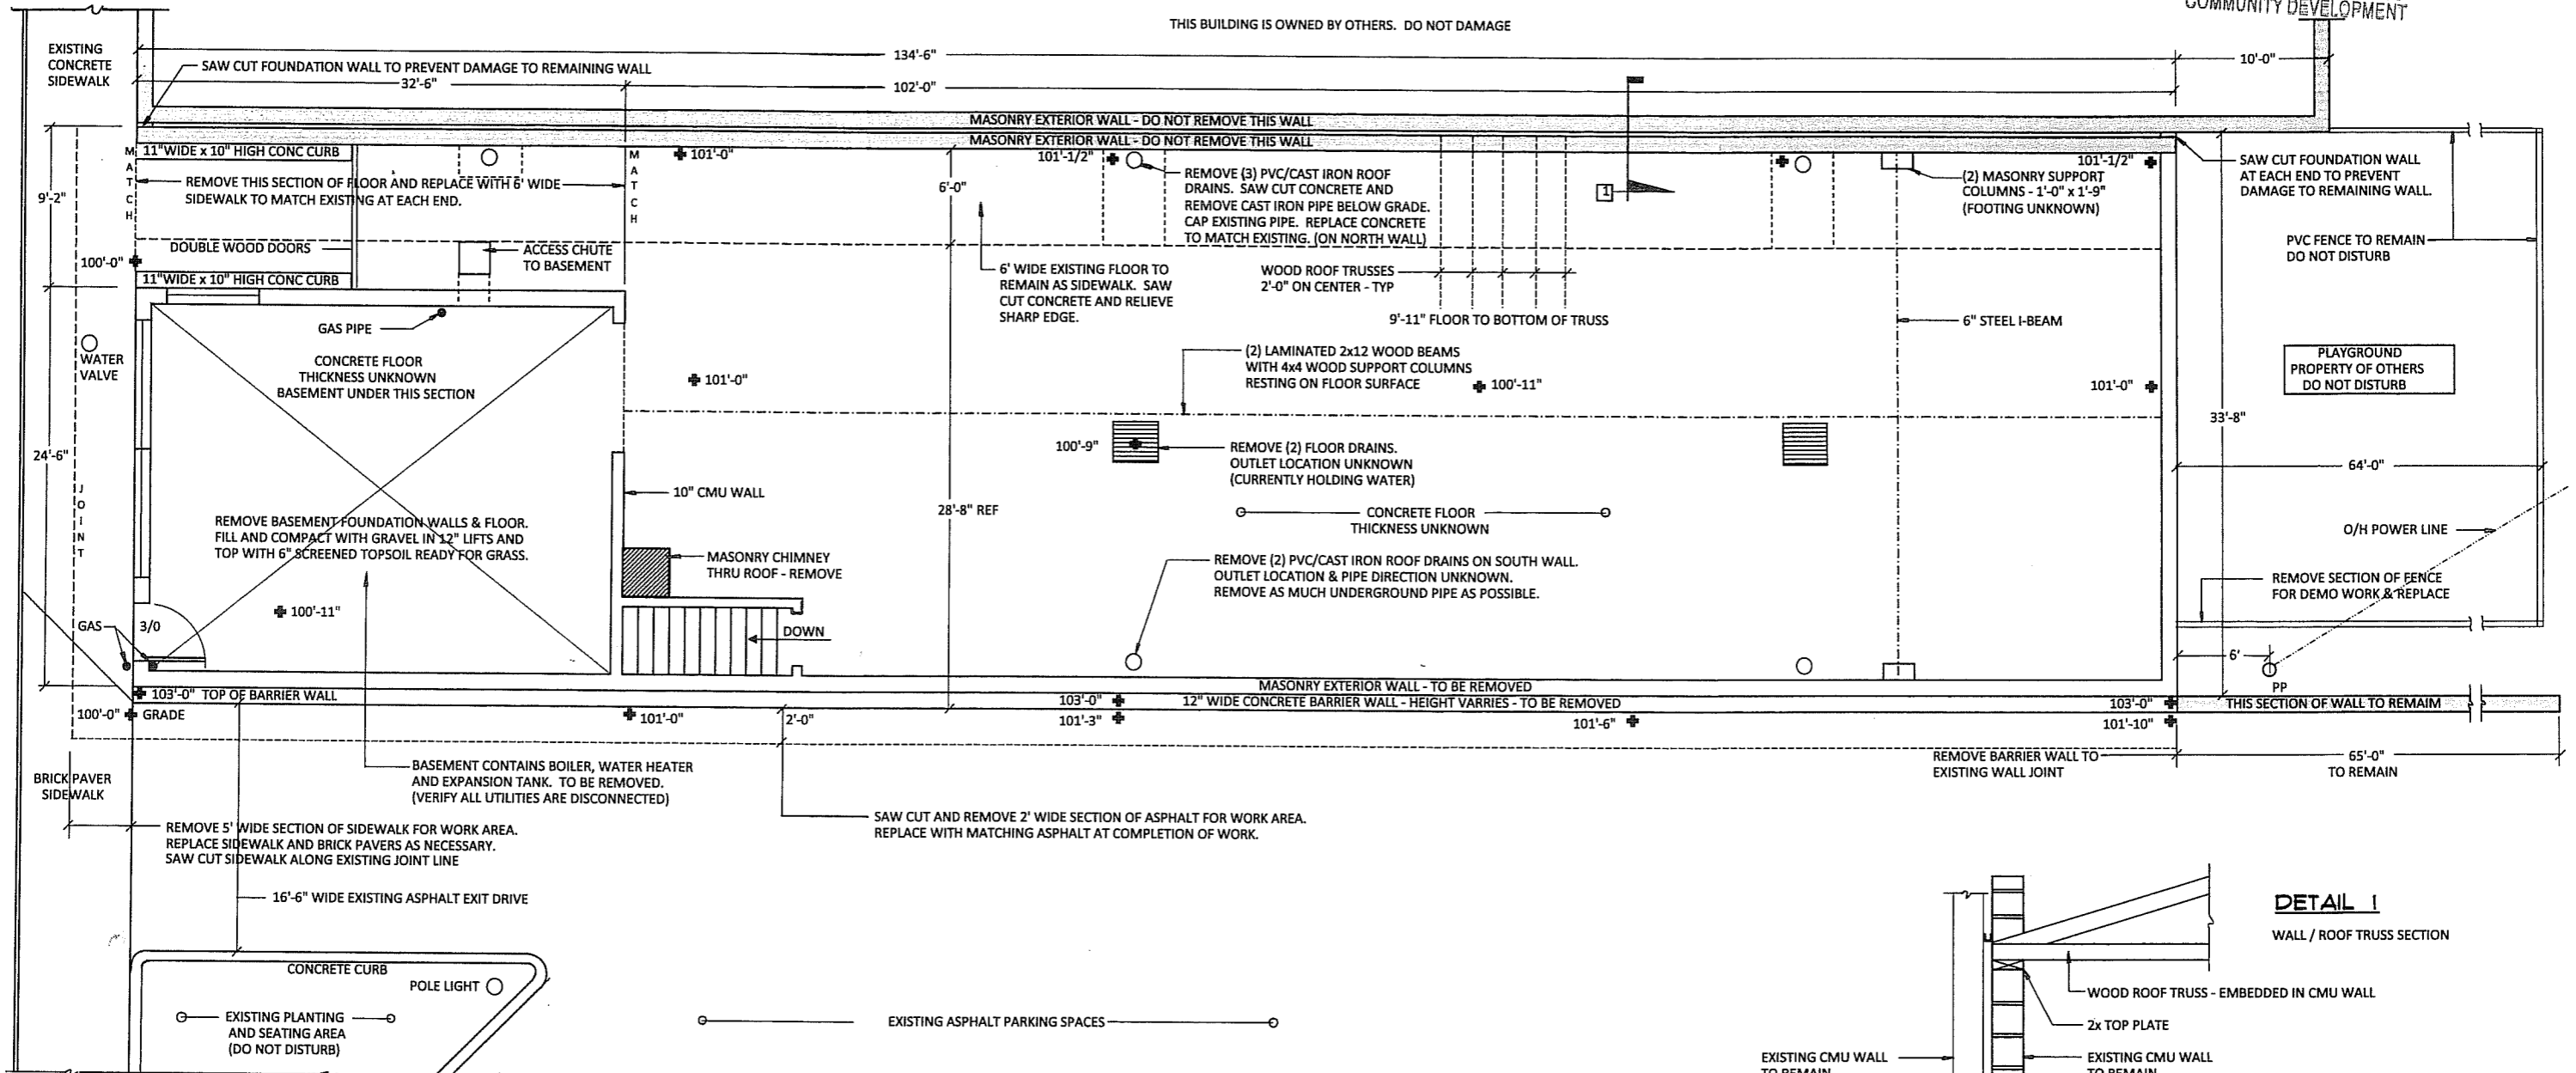 COMMUNITY DEVELOPMENT
THIS BUILDING IS OWNED BY OTHERS.  DO NOT DAMAGE
EXISTING
CONCRETE
SIDEWALK
134'-6"
10'-0"
SAW CUT FOUNDATION WALL TO PREVENT DAMAGE TO REMAINING WALL
32'-6"
102'-0"
MASONRY EXTERIOR WALL - DO NOT REMOVE THIS WALL
MASONRY EXTERIOR WALL - DO NOT REMOVE THIS WALL
MATCH
11"WIDE x 10" HIGH CONC CURB
REMOVE THIS SECTION OF FLOOR AND REPLACE WITH 6' WIDE
SIDEWALK TO MATCH EXISTING AT EACH END.
MATCH
101'-0"
9'-2"
DOUBLE WOOD DOORS
ACCESS CHUTE
TO BASEMENT
100'-0"
11"WIDE x 10" HIGH CONC CURB
6'-0"
6' WIDE EXISTING FLOOR TO
REMAIN AS SIDEWALK.  SAW
CUT CONCRETE AND RELIEVE
SHARP EDGE.
101'-1/2"
REMOVE (3) PVC/CAST IRON ROOF
DRAINS.  SAW CUT CONCRETE AND
REMOVE CAST IRON PIPE BELOW GRADE.
CAP EXISTING PIPE.  REPLACE CONCRETE
TO MATCH EXISTING. (ON NORTH WALL)
WOOD ROOF TRUSSES
2'-0" ON CENTER - TYP
9'-11" FLOOR TO BOTTOM OF TRUSS
1
(2) MASONRY SUPPORT
COLUMNS - 1'-0" x 1'-9"
(FOOTING UNKNOWN)
101'-1/2"
SAW CUT FOUNDATION WALL
AT EACH END TO PREVENT
DAMAGE TO REMAINING WALL.
PVC FENCE TO REMAIN
DO NOT DISTURB
6" STEEL I-BEAM
GAS PIPE
WATER
VALVE
CONCRETE FLOOR
THICKNESS UNKNOWN
BASEMENT UNDER THIS SECTION
101'-0"
(2) LAMINATED 2x12 WOOD BEAMS
WITH 4x4 WOOD SUPPORT COLUMNS
RESTING ON FLOOR SURFACE
100'-11"
101'-0"
PLAYGROUND
PROPERTY OF OTHERS
DO NOT DISTURB
33'-8"
24'-6"
JOINT
100'-9"
REMOVE (2) FLOOR DRAINS.
OUTLET LOCATION UNKNOWN
(CURRENTLY HOLDING WATER)
64'-0"
10" CMU WALL
28'-8" REF
CONCRETE FLOOR
THICKNESS UNKNOWN
O/H POWER LINE
REMOVE BASEMENT FOUNDATION WALLS & FLOOR.
FILL AND COMPACT WITH GRAVEL IN 12" LIFTS AND
TOP WITH 6" SCREENED TOPSOIL READY FOR GRASS.
MASONRY CHIMNEY
THRU ROOF - REMOVE
REMOVE (2) PVC/CAST IRON ROOF DRAINS ON SOUTH WALL.
OUTLET LOCATION & PIPE DIRECTION UNKNOWN.
REMOVE AS MUCH UNDERGROUND PIPE AS POSSIBLE.
REMOVE SECTION OF FENCE
FOR DEMO WORK & REPLACE
100'-11"
GAS
3/0
DOWN
6'
PP
103'-0"  TOP OF BARRIER WALL
MASONRY EXTERIOR WALL - TO BE REMOVED
103'-0"
12" WIDE CONCRETE BARRIER WALL - HEIGHT VARRIES - TO BE REMOVED
103'-0"
THIS SECTION OF WALL TO REMAIM
100'-0"
GRADE
101'-0"
2'-0"
101'-3"
101'-6"
101'-10"
BRICK PAVER
SIDEWALK
BASEMENT CONTAINS BOILER, WATER HEATER
AND EXPANSION TANK.  TO BE REMOVED.
(VERIFY ALL UTILITIES ARE DISCONNECTED)
REMOVE BARRIER WALL TO
EXISTING WALL JOINT
65'-0"
TO REMAIN
REMOVE 5' WIDE SECTION OF SIDEWALK FOR WORK AREA.
REPLACE SIDEWALK AND BRICK PAVERS AS NECESSARY.
SAW CUT SIDEWALK ALONG EXISTING JOINT LINE
SAW CUT AND REMOVE 2' WIDE SECTION OF ASPHALT FOR WORK AREA.
REPLACE WITH MATCHING ASPHALT AT COMPLETION OF WORK.
16'-6" WIDE EXISTING ASPHALT EXIT DRIVE
DETAIL 1
WALL / ROOF TRUSS SECTION
CONCRETE CURB
POLE LIGHT
EXISTING PLANTING
AND SEATING AREA
(DO NOT DISTURB)
EXISTING ASPHALT PARKING SPACES
WOOD ROOF TRUSS - EMBEDDED IN CMU WALL
2x TOP PLATE
EXISTING CMU WALL
TO REMAIN
EXISTING CMU WALL
TO REMAIN